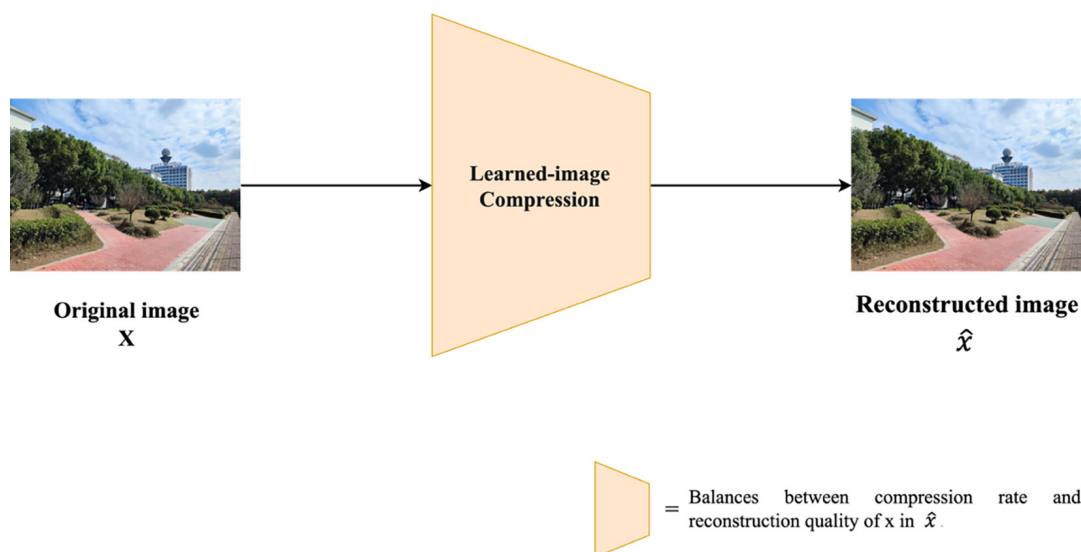 Learned-image
Compression
Original image
X
Reconstructed image
x̂
= Balances between compression rate and
reconstruction quality of x in x̂ .